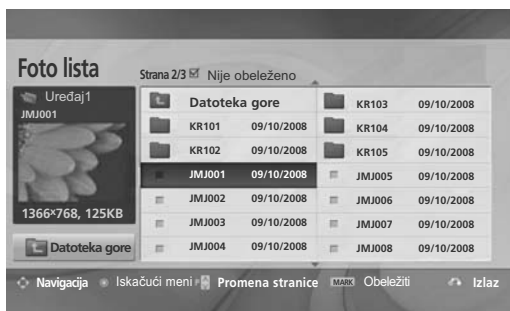 Foto lista
Strana 2/3 Nije obeleženo
Uređaj1
JMJ001
1366x768, 125KB
Datoteka gore
Datoteka gore
KR101 09/10/2008
KR102 09/10/2008
JMJ001 09/10/2008
JMJ002 09/10/2008
JMJ003 09/10/2008
JMJ004 09/10/2008
KR103 09/10/2008
KR104 09/10/2008
KR105 09/10/2008
JMJ005 09/10/2008
JMJ006 09/10/2008
JMJ007 09/10/2008
JMJ008 09/10/2008
Navigacija Iskačući meni Promena stranice MARK Obeležiti Izlaz